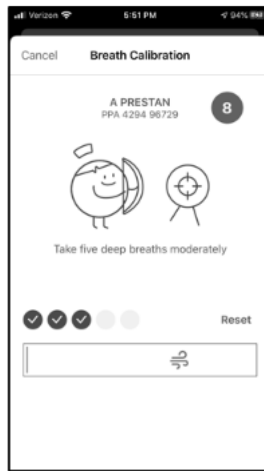 Verizon 5:51 PM 94%
Cancel Breath Calibration
A PRESTAN
PPA 4294 96729
8
Take five deep breaths moderately
Reset